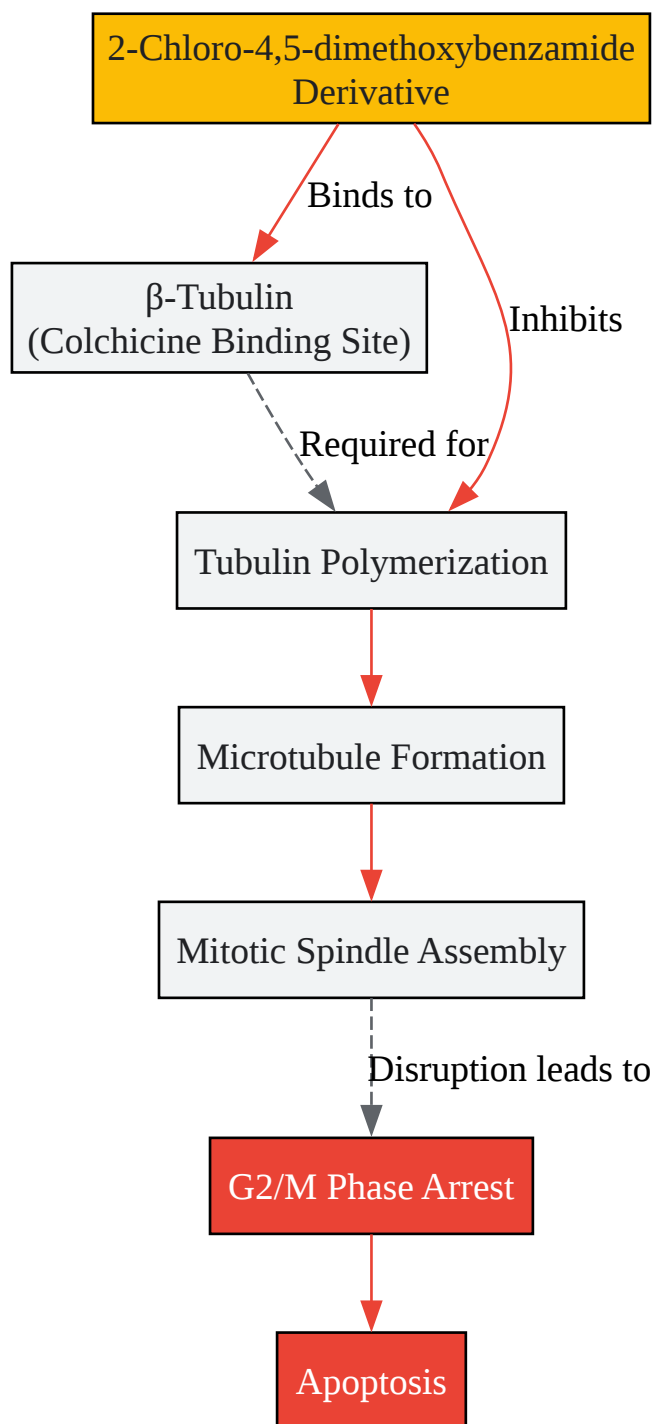 2-Chloro-4,5-dimethoxybenzamide
Derivative
Binds to
β-Tubulin
(Colchicine Binding Site)
Inhibits
Required for
Tubulin Polymerization
Microtubule Formation
Mitotic Spindle Assembly
Disruption leads to
G2/M Phase Arrest
Apoptosis